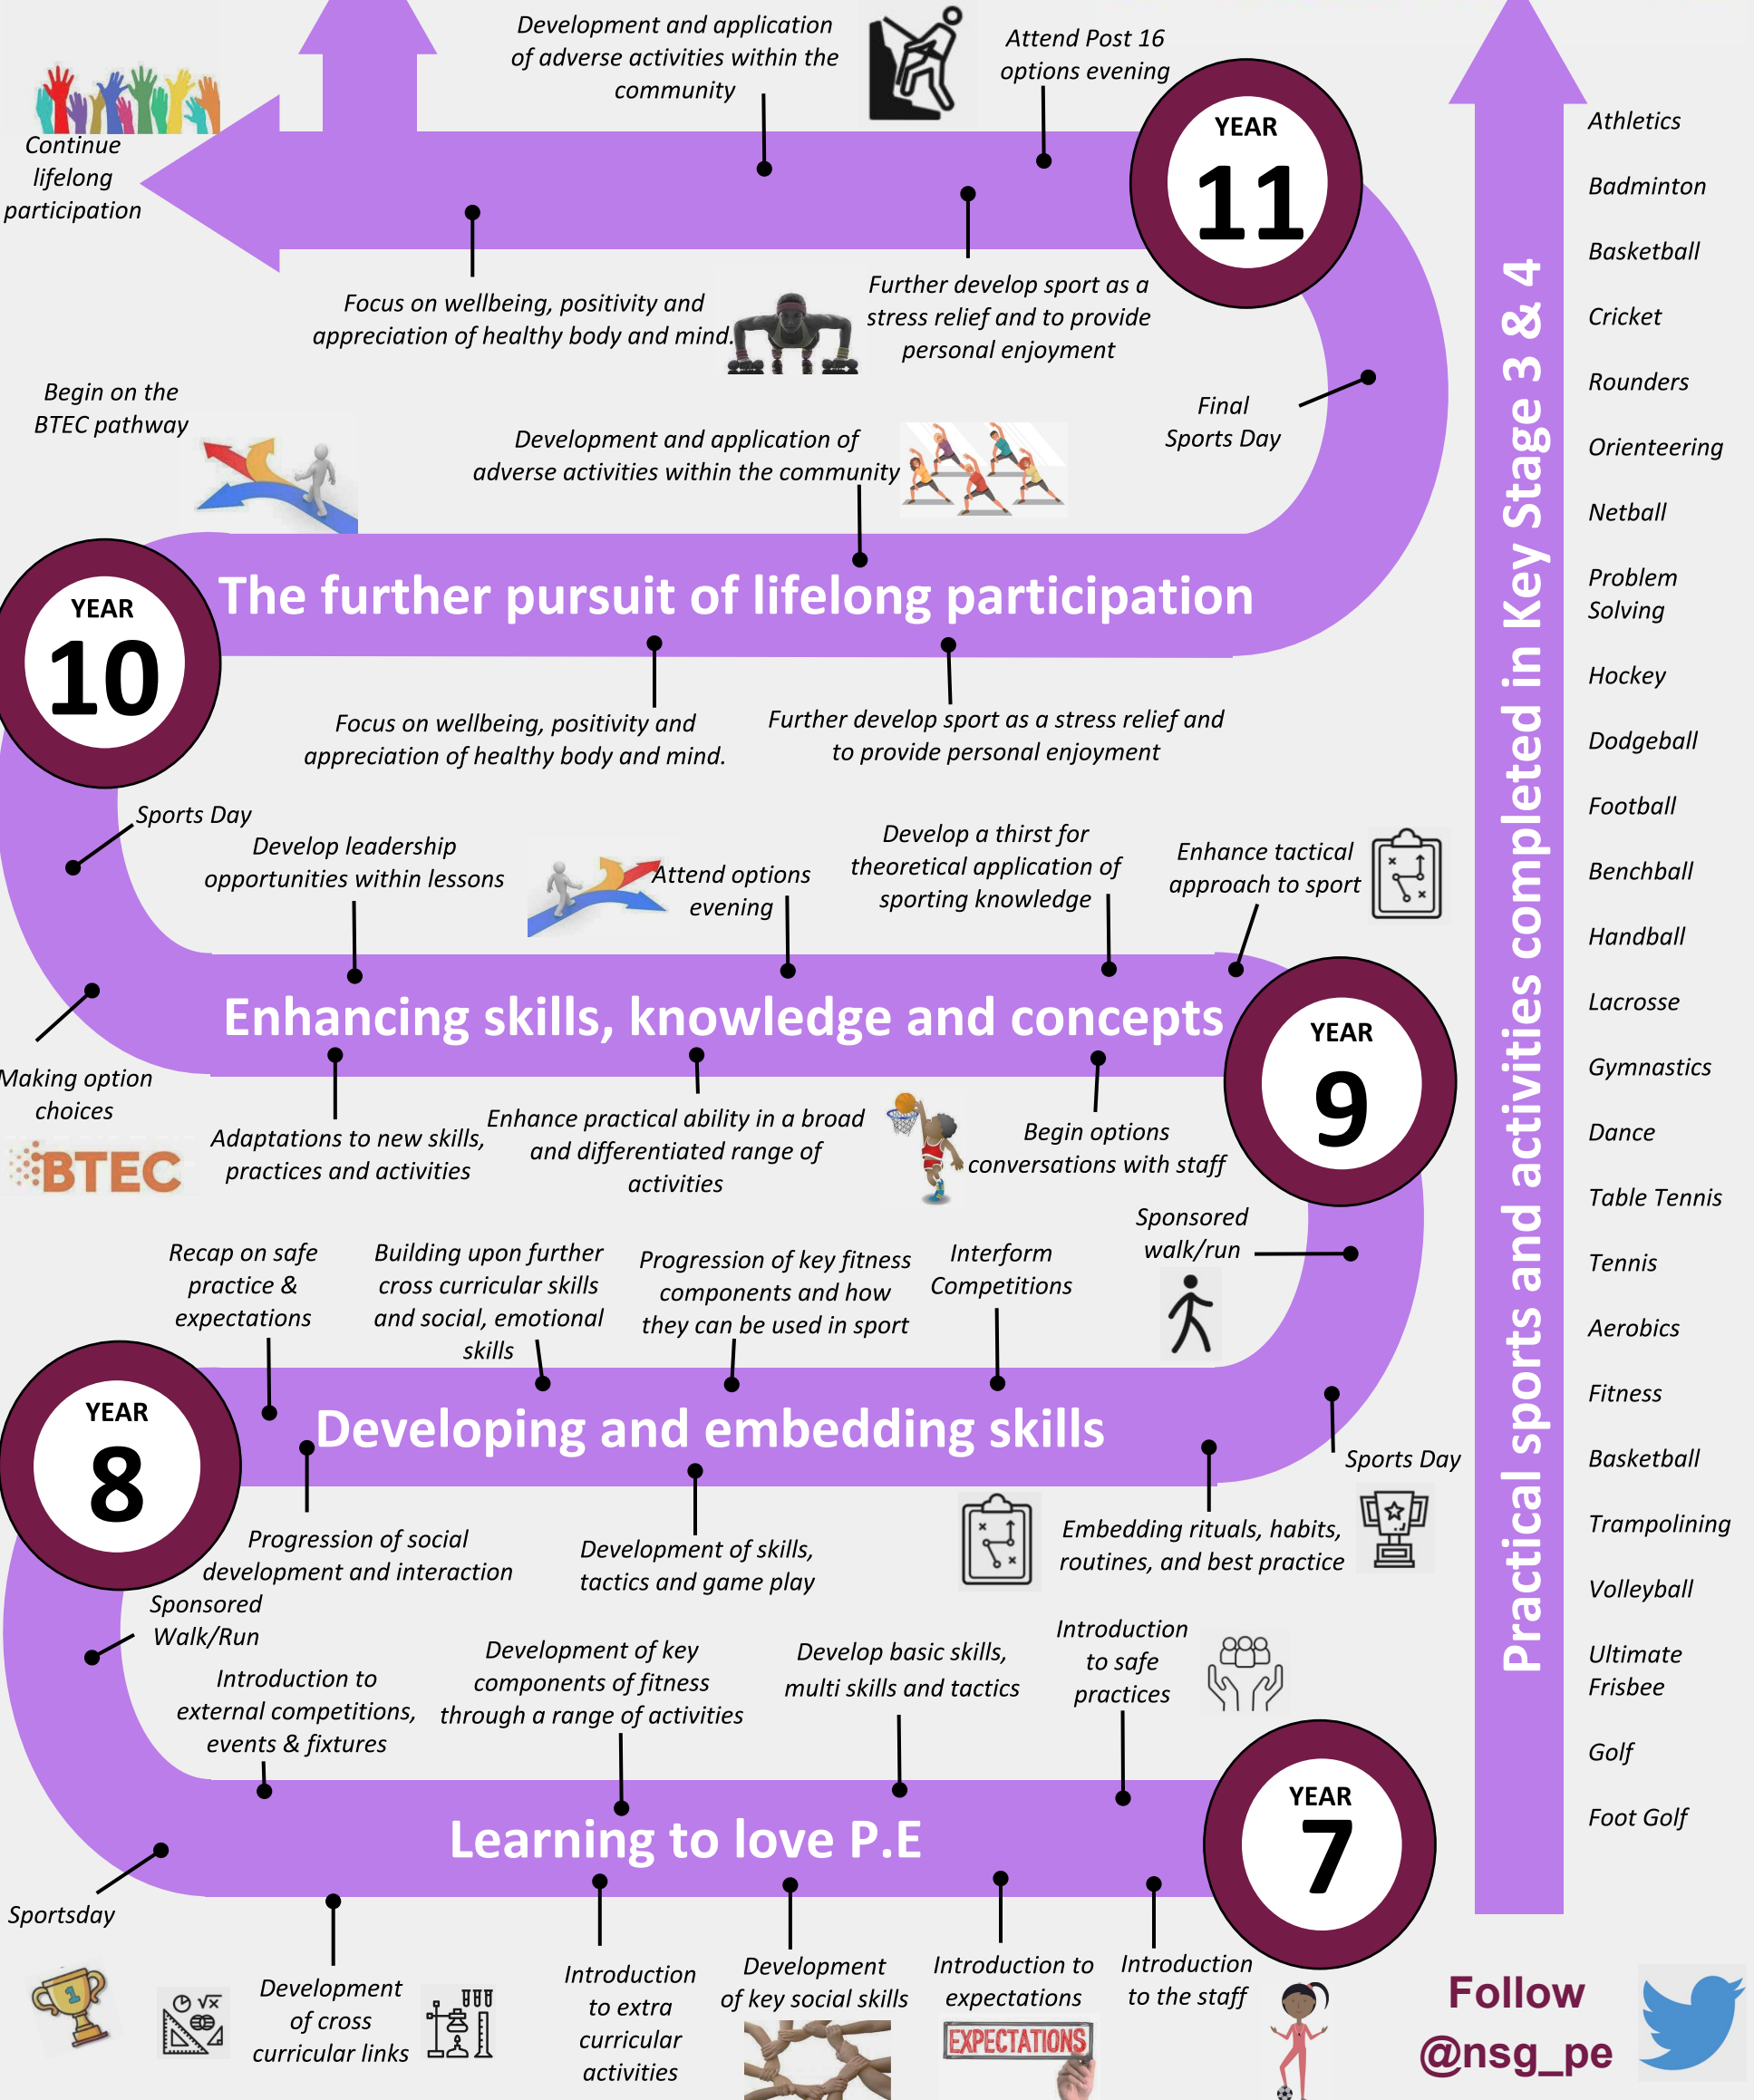 Development and application
of adverse activities within the
community
Attend Post 16
options evening
YEAR
11
Continue
lifelong
participation
Focus on wellbeing, positivity and
appreciation of healthy body and mind.
Further develop sport as a
stress relief and to provide
personal enjoyment
Final
Sports Day
Begin on the
BTEC pathway
Development and application of
adverse activities within the community
YEAR
10
The further pursuit of lifelong participation
Focus on wellbeing, positivity and
appreciation of healthy body and mind.
Further develop sport as a stress relief and
to provide personal enjoyment
Sports Day
Develop leadership
opportunities within lessons
Attend options
evening
Develop a thirst for
theoretical application of
sporting knowledge
Enhance tactical
approach to sport
Enhancing skills, knowledge and concepts
YEAR
9
Making option
choices
BTEC
Adaptations to new skills,
practices and activities
Enhance practical ability in a broad
and differentiated range of
activities
Begin options
conversations with staff
Sponsored
walk/run
Recap on safe
practice &
expectations
Building upon further
cross curricular skills
and social, emotional
skills
Progression of key fitness
components and how
they can be used in sport
Interform
Competitions
YEAR
8
Developing and embedding skills
Sports Day
Progression of social
development and interaction
Development of skills,
tactics and game play
Embedding rituals, habits,
routines, and best practice
Sponsored
Walk/Run
Introduction to
external competitions,
events & fixtures
Development of key
components of fitness
through a range of activities
Develop basic skills,
multi skills and tactics
Introduction
to safe
practices
YEAR
7
Learning to love P.E
Sportsday
Development
of cross
curricular links
Introduction
to extra
curricular
activities
Development
of key social skills
Introduction to
expectations
EXPECTATIONS
Introduction
to the staff
Practical sports and activities completed in Key Stage 3 & 4
Athletics
Badminton
Basketball
Cricket
Rounders
Orienteering
Netball
Problem
Solving
Hockey
Dodgeball
Football
Benchball
Handball
Lacrosse
Gymnastics
Dance
Table Tennis
Tennis
Aerobics
Fitness
Basketball
Trampolining
Volleyball
Ultimate
Frisbee
Golf
Foot Golf
Follow
@nsg_pe